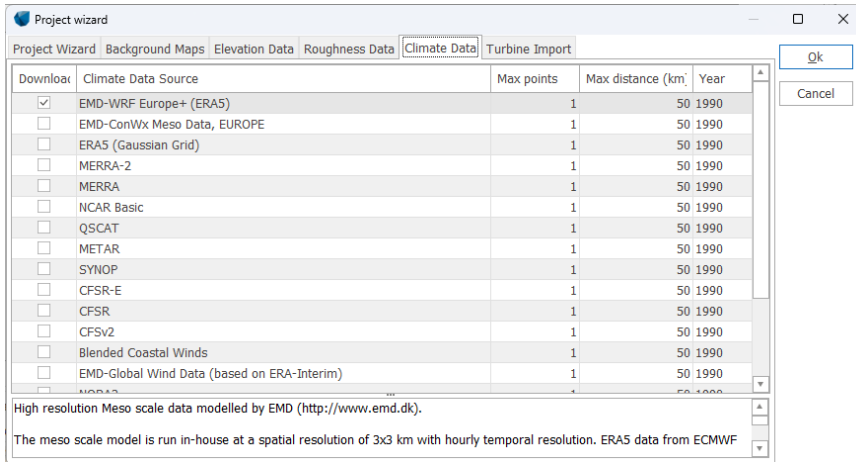 Project wizard
Project Wizard Background Maps Elevation Data Roughness Data Climate Data Turbine Import
Ok
Cancel
Download Climate Data Source Max points Max distance (km] Year
EMD-WRF Europe+ (ERA5) 1 50 1990
EMD-ConWx Meso Data, EUROPE 1 50 1990
ERA5 (Gaussian Grid) 1 50 1990
MERRA-2 1 50 1990
MERRA 1 50 1990
NCAR Basic 1 50 1990
QSCAT 1 50 1990
METAR 1 50 1990
SYNOP 1 50 1990
CFSR-E 1 50 1990
CFSR 1 50 1990
CFSv2 1 50 1990
Blended Coastal Winds 1 50 1990
EMD-Global Wind Data (based on ERA-Interim) 1 50 1990
High resolution Meso scale data modelled by EMD (http://www.emd.dk).
The meso scale model is run in-house at a spatial resolution of 3x3 km with hourly temporal resolution. ERA5 data from ECMWF